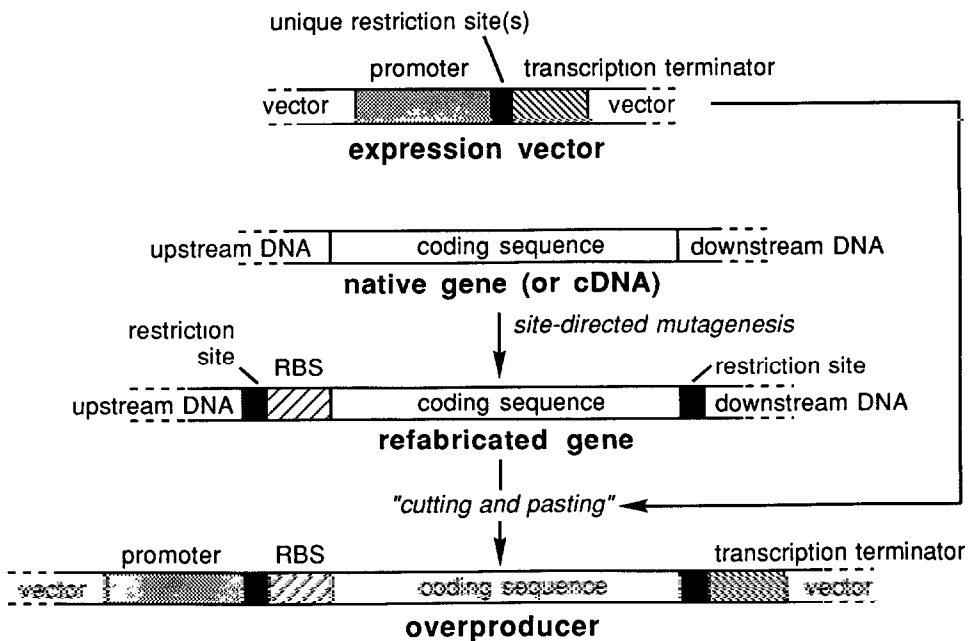 unique restriction site(s)
promoter transcription terminator
vector vector
expression vector
upstream DNA coding sequence downstream DNA
native gene (or cDNA)
site-directed mutagenesis
restriction
site
RBS
restriction site
upstream DNA coding sequence downstream DNA
refabricated gene
"cutting and pasting"
promoter RBS transcription terminator
vector coding sequence vector
overproducer